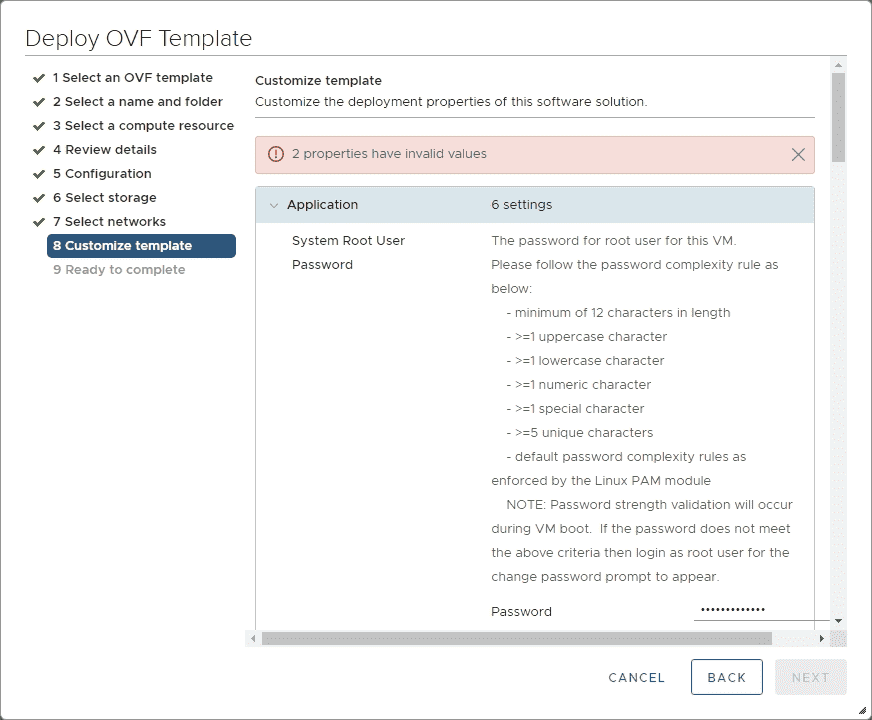 Deploy OVF Template
1 Select an OVF template
2 Select a name and folder
3 Select a compute resource
4 Review details
5 Configuration
6 Select storage
7 Select networks
8 Customize template
9 Ready to complete
Customize template
Customize the deployment properties of this software solution.
2 properties have invalid values
Application 6 settings
System Root User
Password
The password for root user for this VM.
Please follow the password complexity rule as
below:
- minimum of 12 characters in length
- >=1 uppercase character
- >=1 lowercase character
- >=1 numeric character
- >=1 special character
- >=5 unique characters
- default password complexity rules as
enforced by the Linux PAM module
NOTE: Password strength validation will occur
during VM boot.  If the password does not meet
the above criteria then login as root user for the
change password prompt to appear.
Password •••••••••••••
CANCEL BACK NEXT